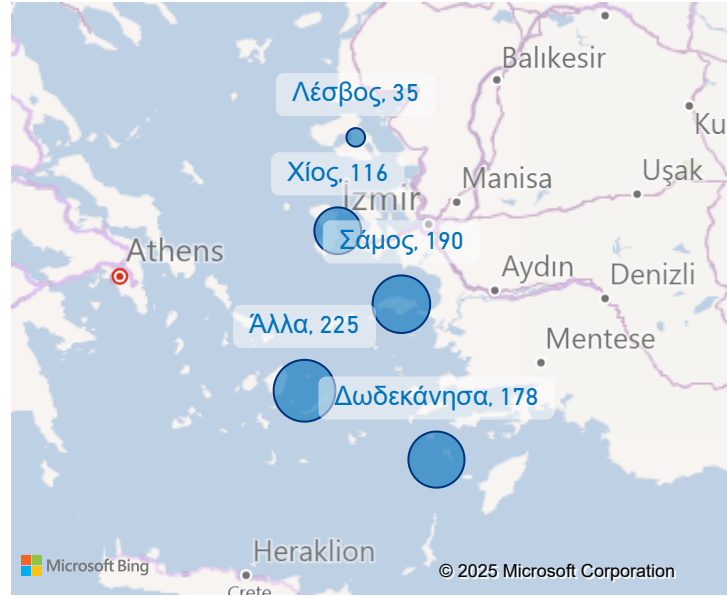 Balıkesir
Λέσβος, 35
Ku
Χίος, 116
Uşak
Manisa
İzmir
Σάμος, 190
Athens
Aydın
Denizli
Άλλα, 225
Mentese
Δωδεκάνησα, 178
Heraklion
Microsoft Bing
© 2025 Microsoft Corporation
Crete